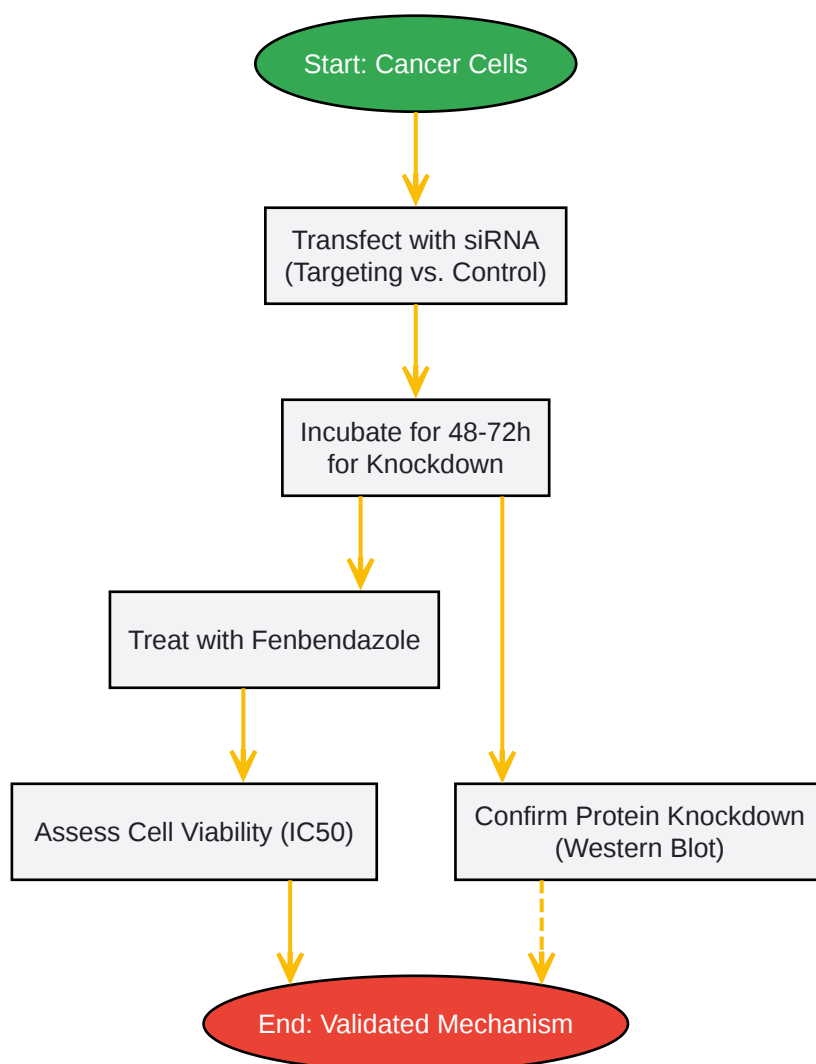 Start: Cancer Cells
Transfect with siRNA
(Targeting vs. Control)
Incubate for 48-72h
for Knockdown
Treat with Fenbendazole
Assess Cell Viability (IC50)
Confirm Protein Knockdown
(Western Blot)
End: Validated Mechanism